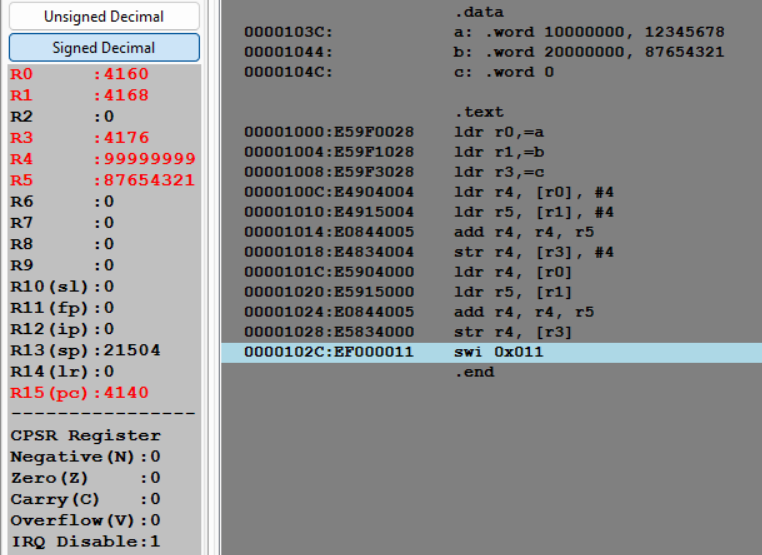 Unsigned Decimal
Signed Decimal
R0 :4160
R1 :4168
R2 :0
R3 :4176
R4 :99999999
R5 :87654321
R6 :0
R7 :0
R8 :0
R9 :0
R10(sl):0
R11(fp):0
R12(ip):0
R13(sp):21504
R14(lr):0
R15(pc):4140
----------------
CPSR Register
Negative(N):0
Zero(Z) :0
Carry(C) :0
Overflow(V):0
IRQ Disable:1
.data
0000103C: a: .word 10000000, 12345678
00001044: b: .word 20000000, 87654321
0000104C: c: .word 0
.text
00001000:E59F0028 ldr r0,=a
00001004:E59F1028 ldr r1,=b
00001008:E59F3028 ldr r3,=c
0000100C:E4904004 ldr r4, [r0], #4
00001010:E4915004 ldr r5, [r1], #4
00001014:E0844005 add r4, r4, r5
00001018:E4834004 str r4, [r3], #4
0000101C:E5904000 ldr r4, [r0]
00001020:E5915000 ldr r5, [r1]
00001024:E0844005 add r4, r4, r5
00001028:E5834000 str r4, [r3]
0000102C:EF000011 swi 0x011
.end